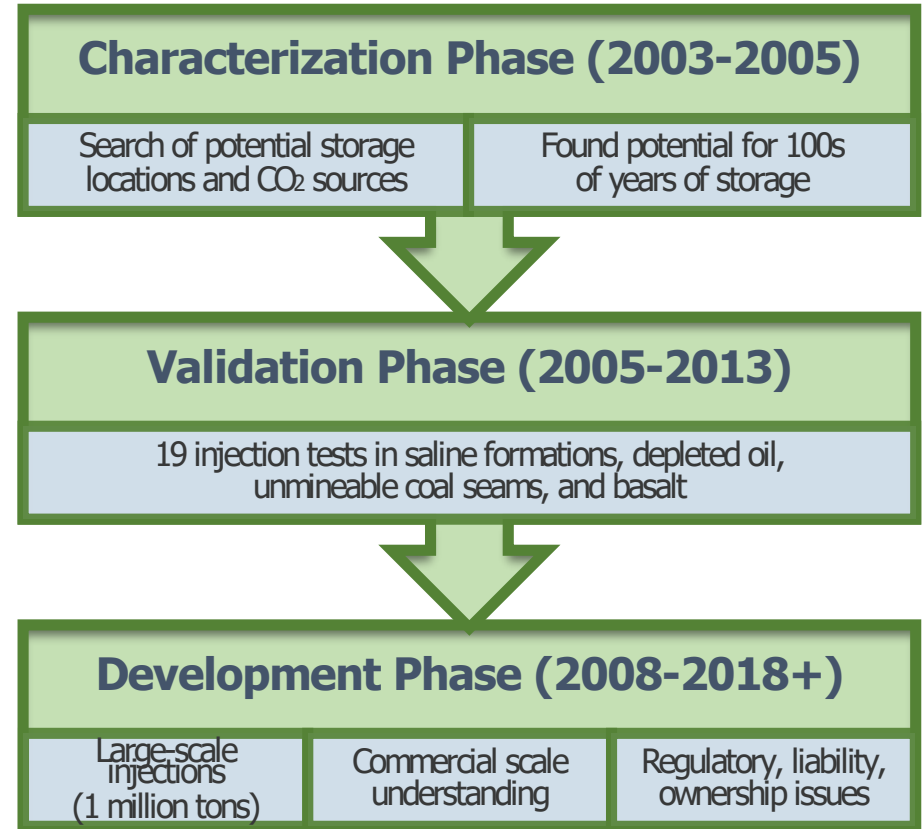 Characterization Phase (2003-2005)
Search of potential storage
locations and CO₂ sources
Found potential for 100s
of years of storage
Validation Phase (2005-2013)
19 injection tests in saline formations, depleted oil,
unmineable coal seams, and basalt
Development Phase (2008-2018+)
Large-scale
injections
(1 million tons)
Commercial scale
understanding
Regulatory, liability,
ownership issues